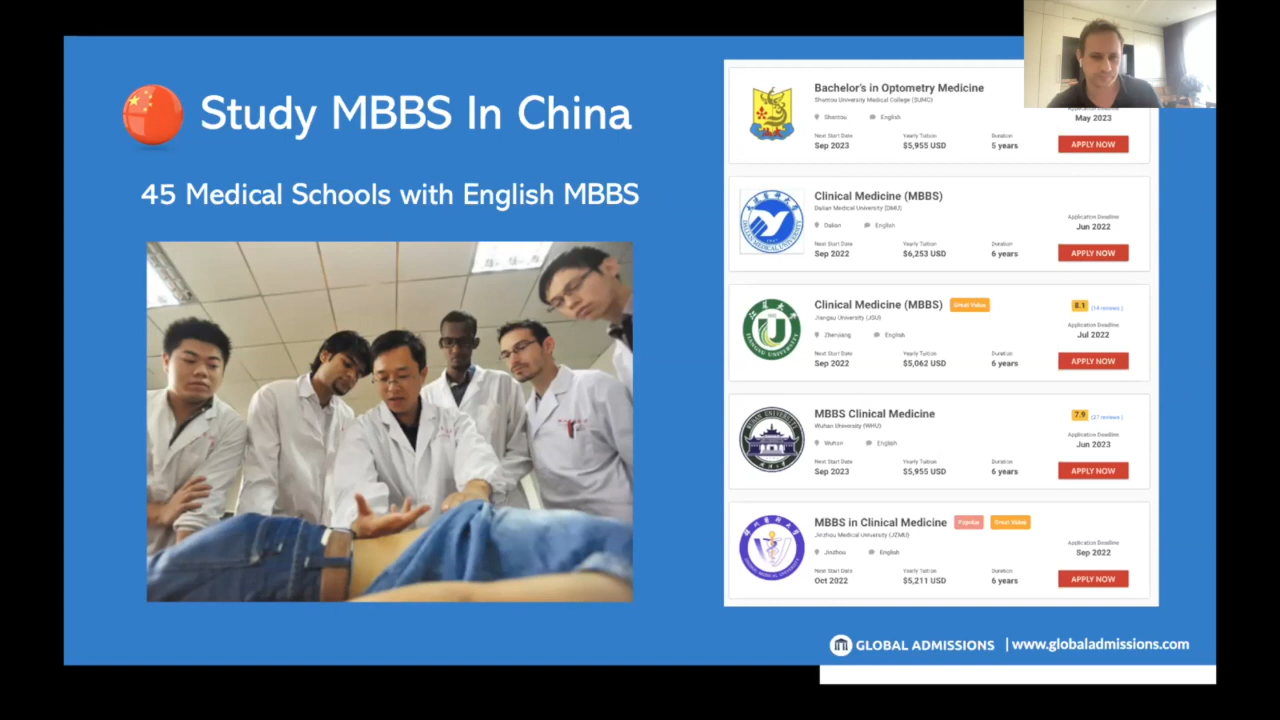 Study MBBS In China
45 Medical Schools with English MBBS
Bachelor's in Optometry Medicine
Shantou University Medical College (SUMC)
Shantou English
Next Start Date Yearly Tuition Duration
Sep 2023 $5,955 USD 5 years
May 2023
APPLY NOW
Clinical Medicine (MBBS)
Dalian Medical University (DMU)
Dalian English
Application Deadline
Jun 2022
Next Start Date Yearly Tuition Duration
Sep 2022 $6,253 USD 6 years
APPLY NOW
Clinical Medicine (MBBS) Great Value
8.1 (14 reviews)
Jiangsu University (JSU)
Zhenjiang English
Application Deadline
Jul 2022
Next Start Date Yearly Tuition Duration
Sep 2022 $5,062 USD 6 years
APPLY NOW
JIANGSU UNIVERSITY
MBBS Clinical Medicine
7.9 (27 reviews)
Wuhan University (WHU)
Wuhan English
Application Deadline
Jun 2023
Next Start Date Yearly Tuition Duration
Sep 2023 $5,955 USD 6 years
APPLY NOW
MBBS in Clinical Medicine Popular Great Value
Jinzhou Medical University (JZMU)
Jinzhou English
Application Deadline
Sep 2022
Next Start Date Yearly Tuition Duration
Oct 2022 $5,211 USD 6 years
APPLY NOW
GLOBAL ADMISSIONS | www.globaladmissions.com